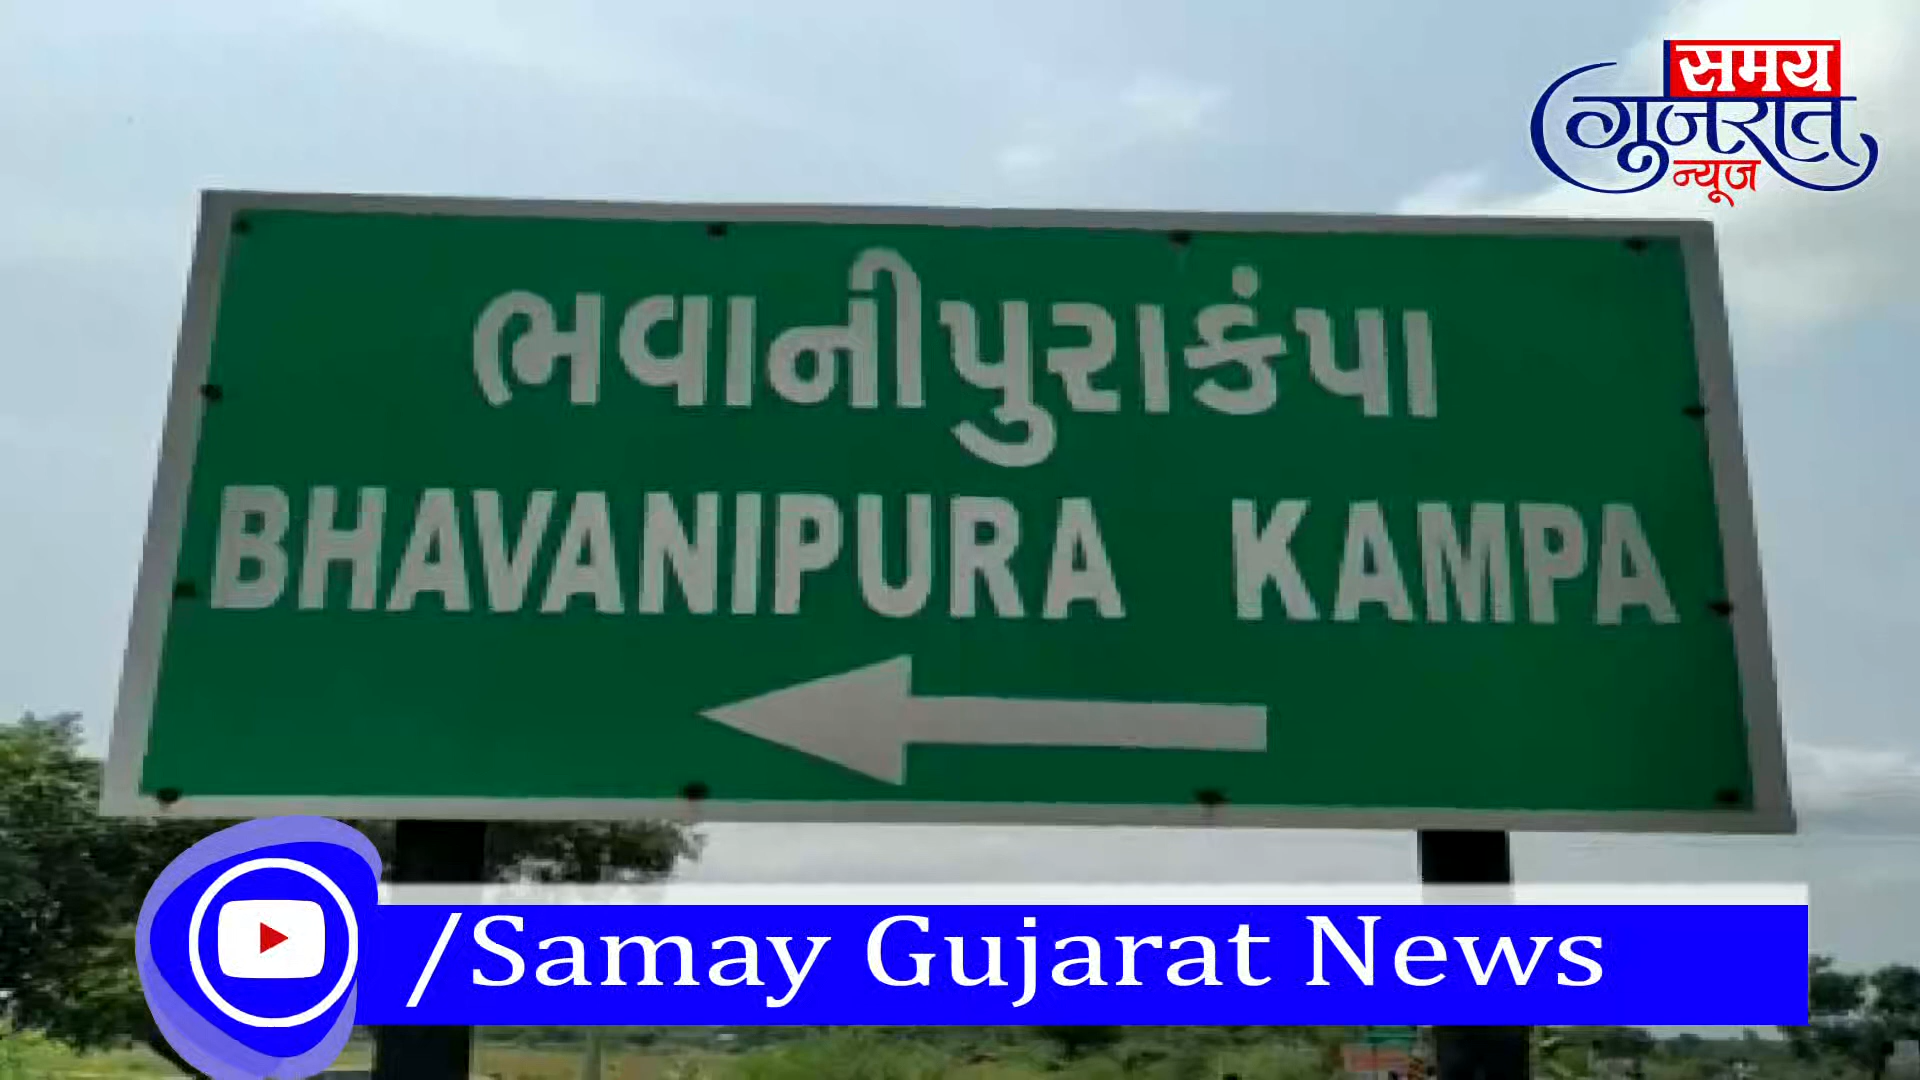 समय
गुजरात
न्यूज
ભવાનીપુરાકંપા
BHAVANIPURA KAMPA
/Samay Gujarat News